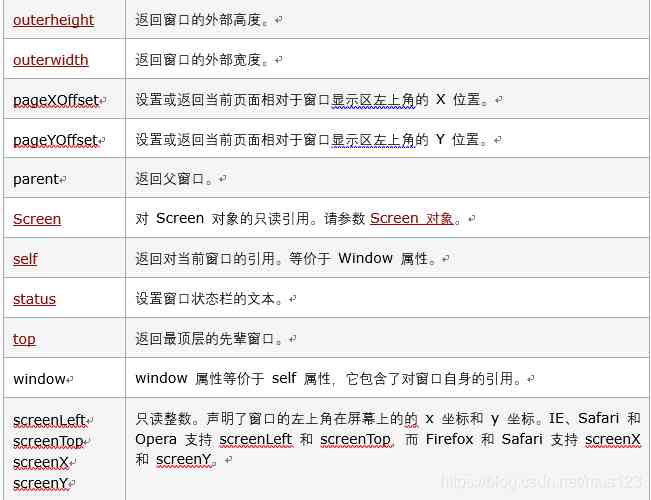 outerheight 返回窗口的外部高度。
outerwidth 返回窗口的外部宽度。
pageXOffset 设置或返回当前页面相对于窗口显示区左上角的 X 位置。
pageYOffset 设置或返回当前页面相对于窗口显示区左上角的 Y 位置。
parent 返回父窗口。
Screen 对 Screen 对象的只读引用。请参数 Screen 对象。
self 返回对当前窗口的引用。等价于 Window 属性。
status 设置窗口状态栏的文本。
top 返回最顶层的先辈窗口。
window window 属性等价于 self 属性，它包含了对窗口自身的引用。
screenLeft
screenTop
screenX
screenY
只读整数。声明了窗口的左上角在屏幕上的的 x 坐标和 y 坐标。IE、Safari 和
Opera 支持 screenLeft 和 screenTop，而 Firefox 和 Safari 支持 screenX
和 screenY。